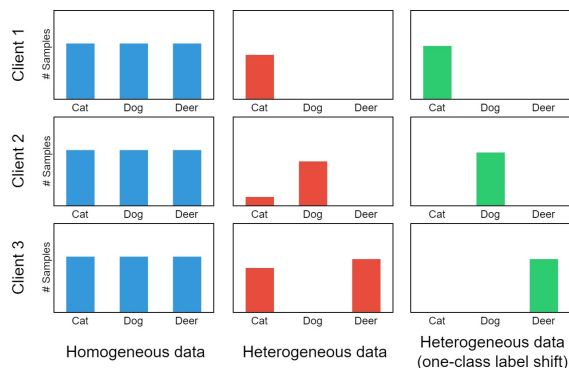 Client 1
# Samples
Cat Dog Deer
Cat Dog Deer
Cat Dog Deer
Client 2
# Samples
Cat Dog Deer
Cat Dog Deer
Cat Dog Deer
Client 3
# Samples
Cat Dog Deer
Cat Dog Deer
Cat Dog Deer
Homogeneous data
Heterogeneous data
Heterogeneous data
(one-class label shift)